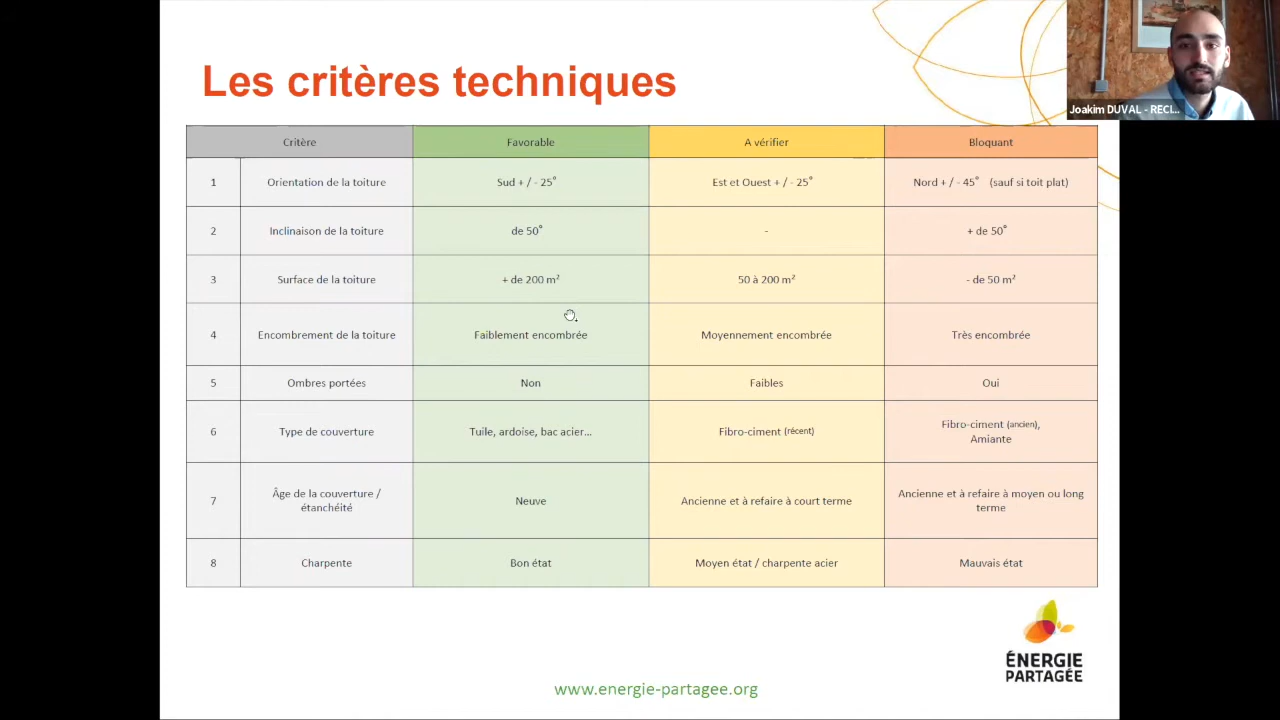 Les critères techniques
Joakim DUVAL - RECI...
Critère Favorable A vérifier Bloquant
1 Orientation de la toiture Sud + / - 25° Est et Ouest + / - 25° Nord + / - 45° (sauf si toit plat)
2 Inclinaison de la toiture de 50° - + de 50°
3 Surface de la toiture + de 200 m² 50 à 200 m² - de 50 m²
4 Encombrement de la toiture Faiblement encombrée Moyennement encombrée Très encombrée
5 Ombres portées Non Faibles Oui
6 Type de couverture Tuile, ardoise, bac acier... Fibro-ciment (récent) Fibro-ciment (ancien),
Amiante
7 Âge de la couverture /
étanchéité Neuve Ancienne et à refaire à court terme Ancienne et à refaire à moyen ou long
terme
8 Charpente Bon état Moyen état / charpente acier Mauvais état
ÉNERGIE
PARTAGÉE
www.energie-partagee.org